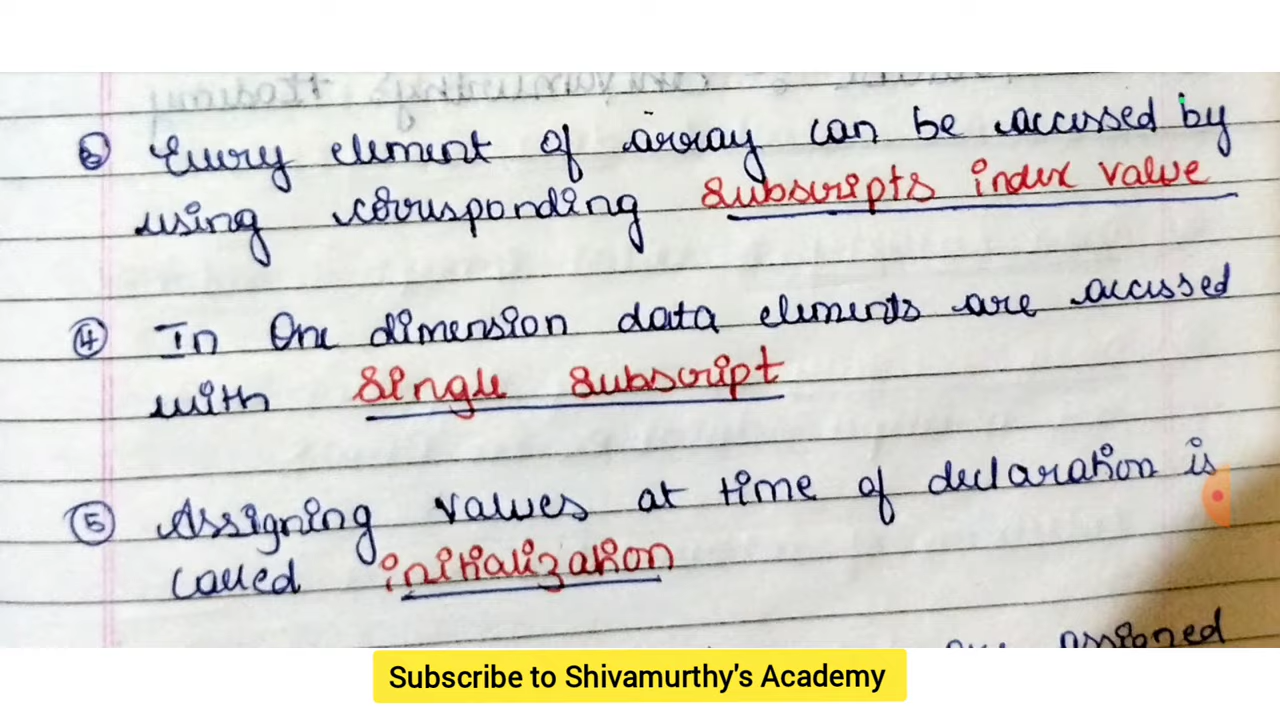 ③ Every element of array can be accessed by
using corresponding subscripts index value
④ In One dimension data elements are accessed
with single subscript
⑤ Assigning values at time of declaration is
called initialization
assigned
Subscribe to Shivamurthy's Academy